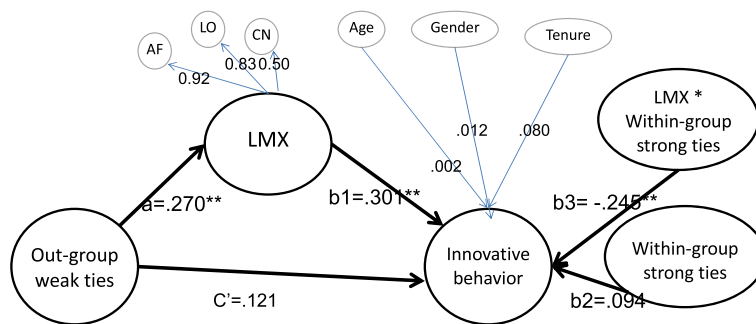 LO
CN
AF
Age
Gender
Tenure
0.92
0.83
0.50
LMX
LMX *
Within-group
strong ties
.012
.080
.002
a=.270**
b1=.301**
b3= -.245**
Out-group
weak ties
Innovative
behavior
Within-group
strong ties
C'=.121
b2=.094